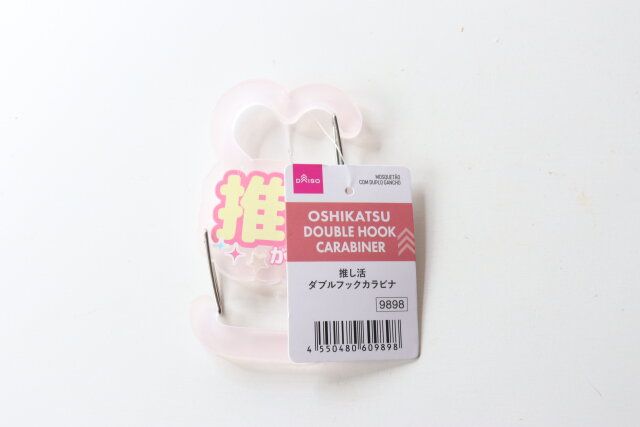 推
が
DAISO
MOSQUETÃO
COM DUPLO GANCHO
OSHIKATSU
DOUBLE HOOK
CARABINER
推し活
ダブルフックカラビナ
9898
4 550480 609898